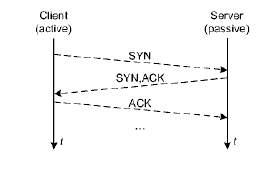 Client Server
(active) (passive)
SYN
SYN,ACK
ACK
...
t t